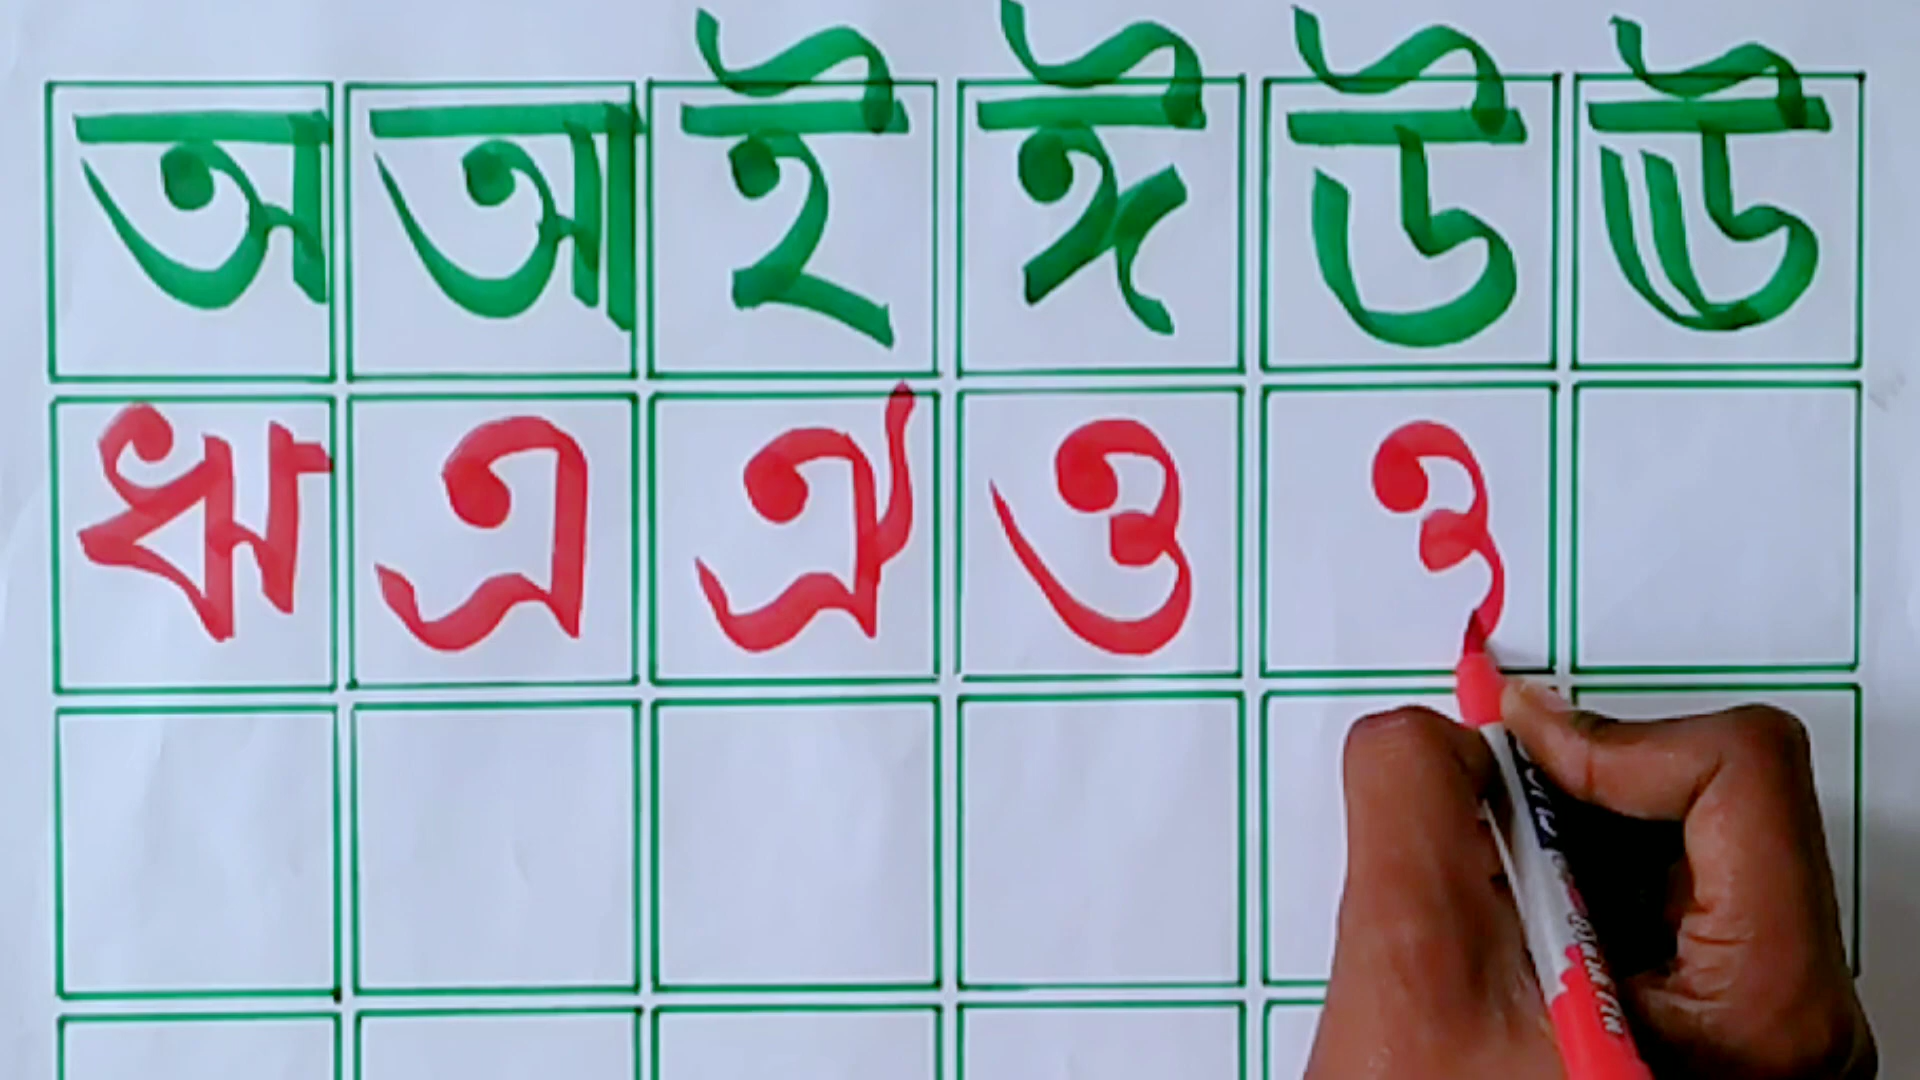 অ আ ই ঈ উ ঊ
ঋ এ ঐ ও